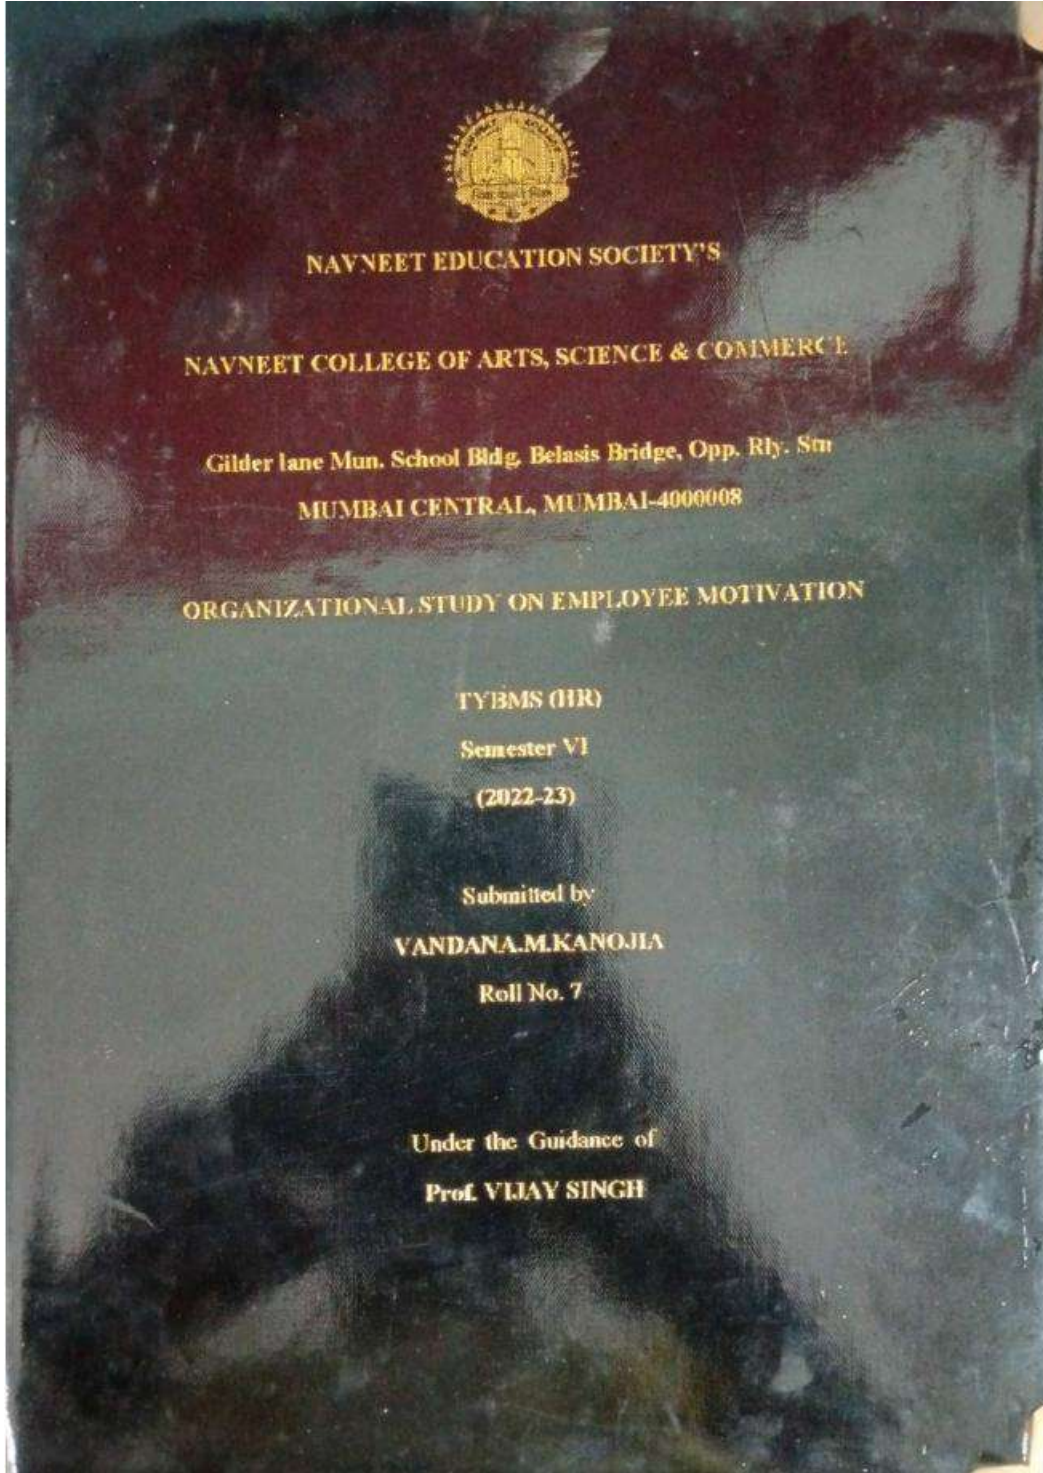 NAVNEET EDUCATION SOCIETY'S
NAVNEET COLLEGE OF ARTS, SCIENCE & COMMERCE
Gilder lane Mun. School Bldg. Belasis Bridge, Opp. Rly. Stn
MUMBAI CENTRAL, MUMBAI-4000008
ORGANIZATIONAL STUDY ON EMPLOYEE MOTIVATION
TYBMS (HR)
Semester VI
(2022-23)
Submitted by
VANDANA.M.KANOJIA
Roll No. 7
Under the Guidance of
Prof. VIJAY SINGH